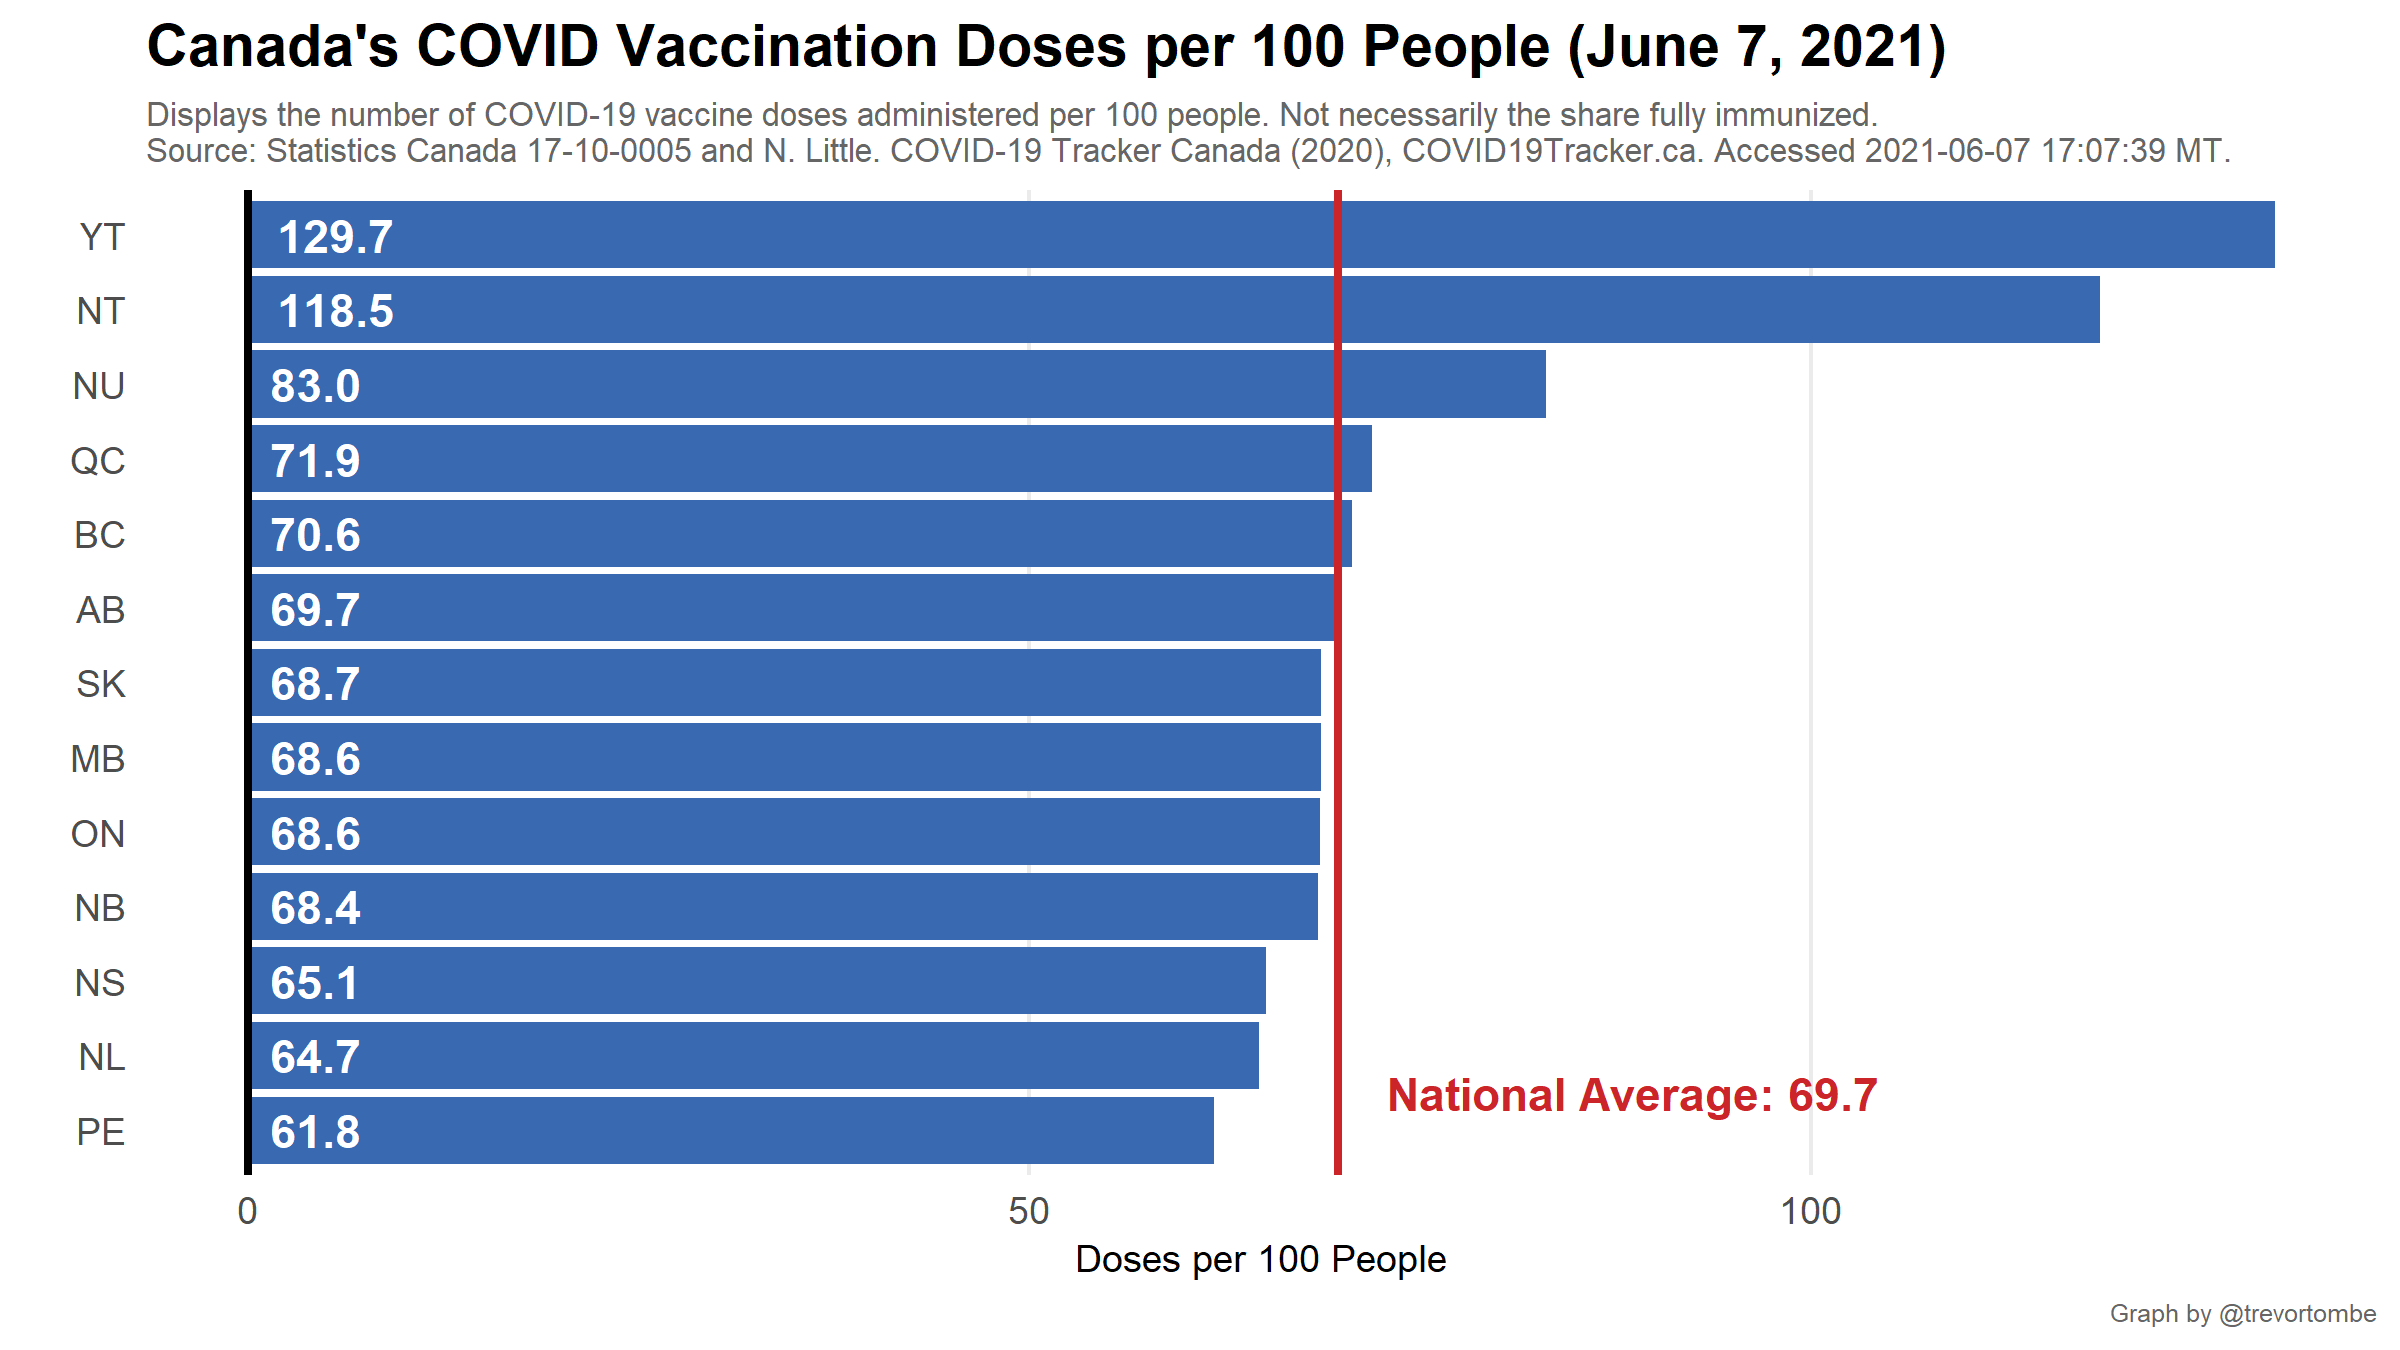 Canada's COVID Vaccination Doses per 100 People (June 7, 2021)
Displays the number of COVID-19 vaccine doses administered per 100 people. Not necessarily the share fully immunized.
Source: Statistics Canada 17-10-0005 and N. Little. COVID-19 Tracker Canada (2020), COVID19Tracker.ca. Accessed 2021-06-07 17:07:39 MT.
YT 129.7
NT 118.5
NU 83.0
QC 71.9
BC 70.6
AB 69.7
SK 68.7
MB 68.6
ON 68.6
NB 68.4
NS 65.1
NL 64.7
National Average: 69.7
PE 61.8
0 50 100
Doses per 100 People
Graph by @trevortombe